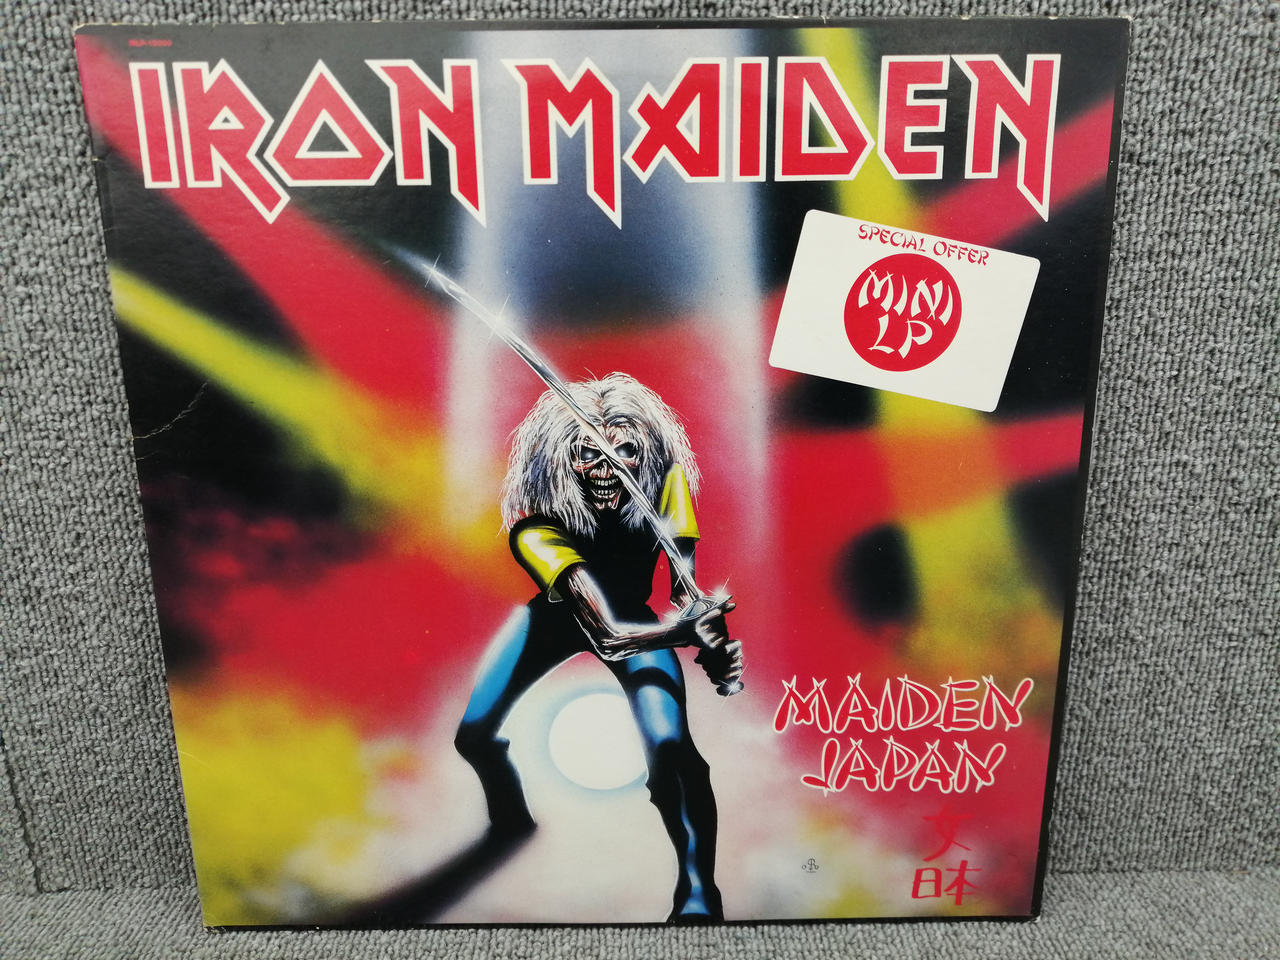 IRON MAIDEN
SPECIAL OFFER
MINI
LP
MAIDEN
JAPAN
女
日本